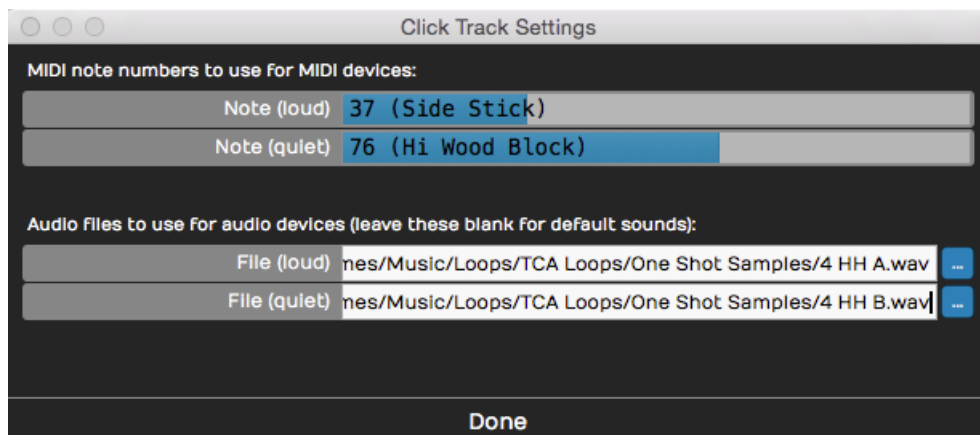 Click Track Settings
MIDI note numbers to use for MIDI devices:
Note (loud) 37 (Side Stick)
Note (quiet) 76 (Hi Wood Block)
Audio files to use for audio devices (leave these blank for default sounds):
File (loud) mes/Music/Loops/TCA Loops/One Shot Samples/4 HH A.wav ...
File (quiet) mes/Music/Loops/TCA Loops/One Shot Samples/4 HH B.wav ...
Done